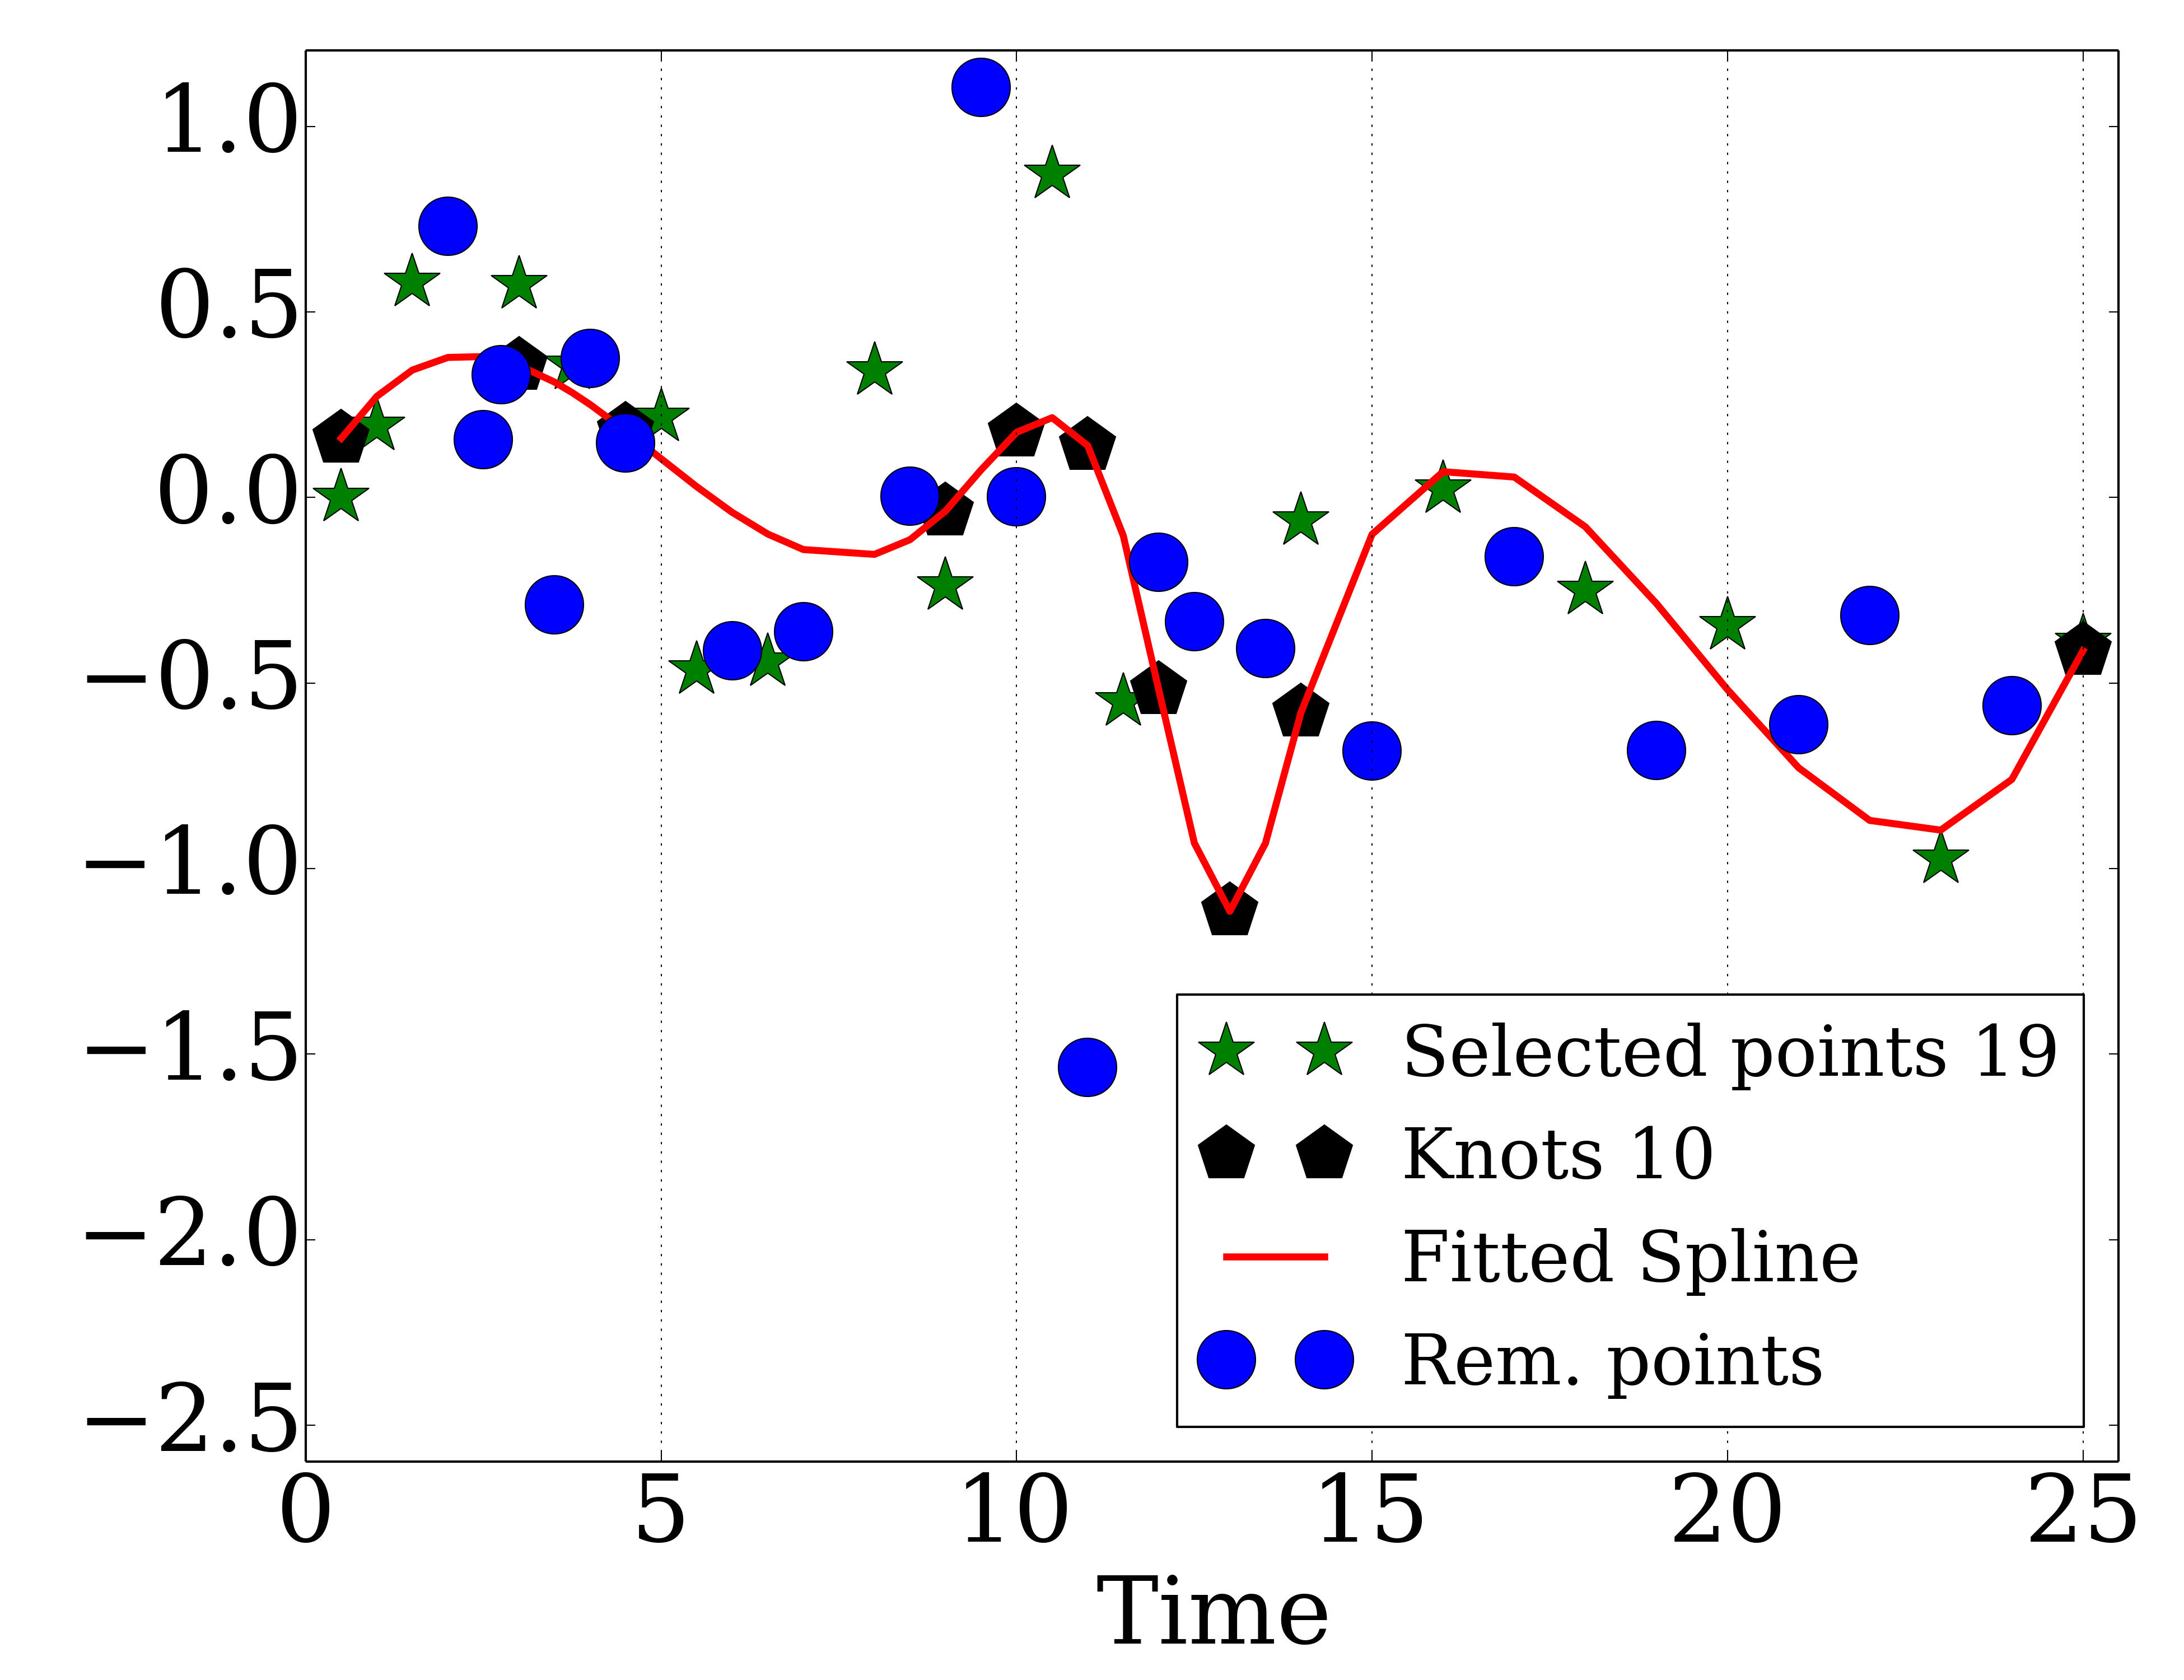 1.0
0.5
0.0
−0.5
−1.0
−1.5
−2.0
−2.5
Selected points 19
Knots 10
Fitted Spline
Rem. points
0 5 10 15 20 25
Time